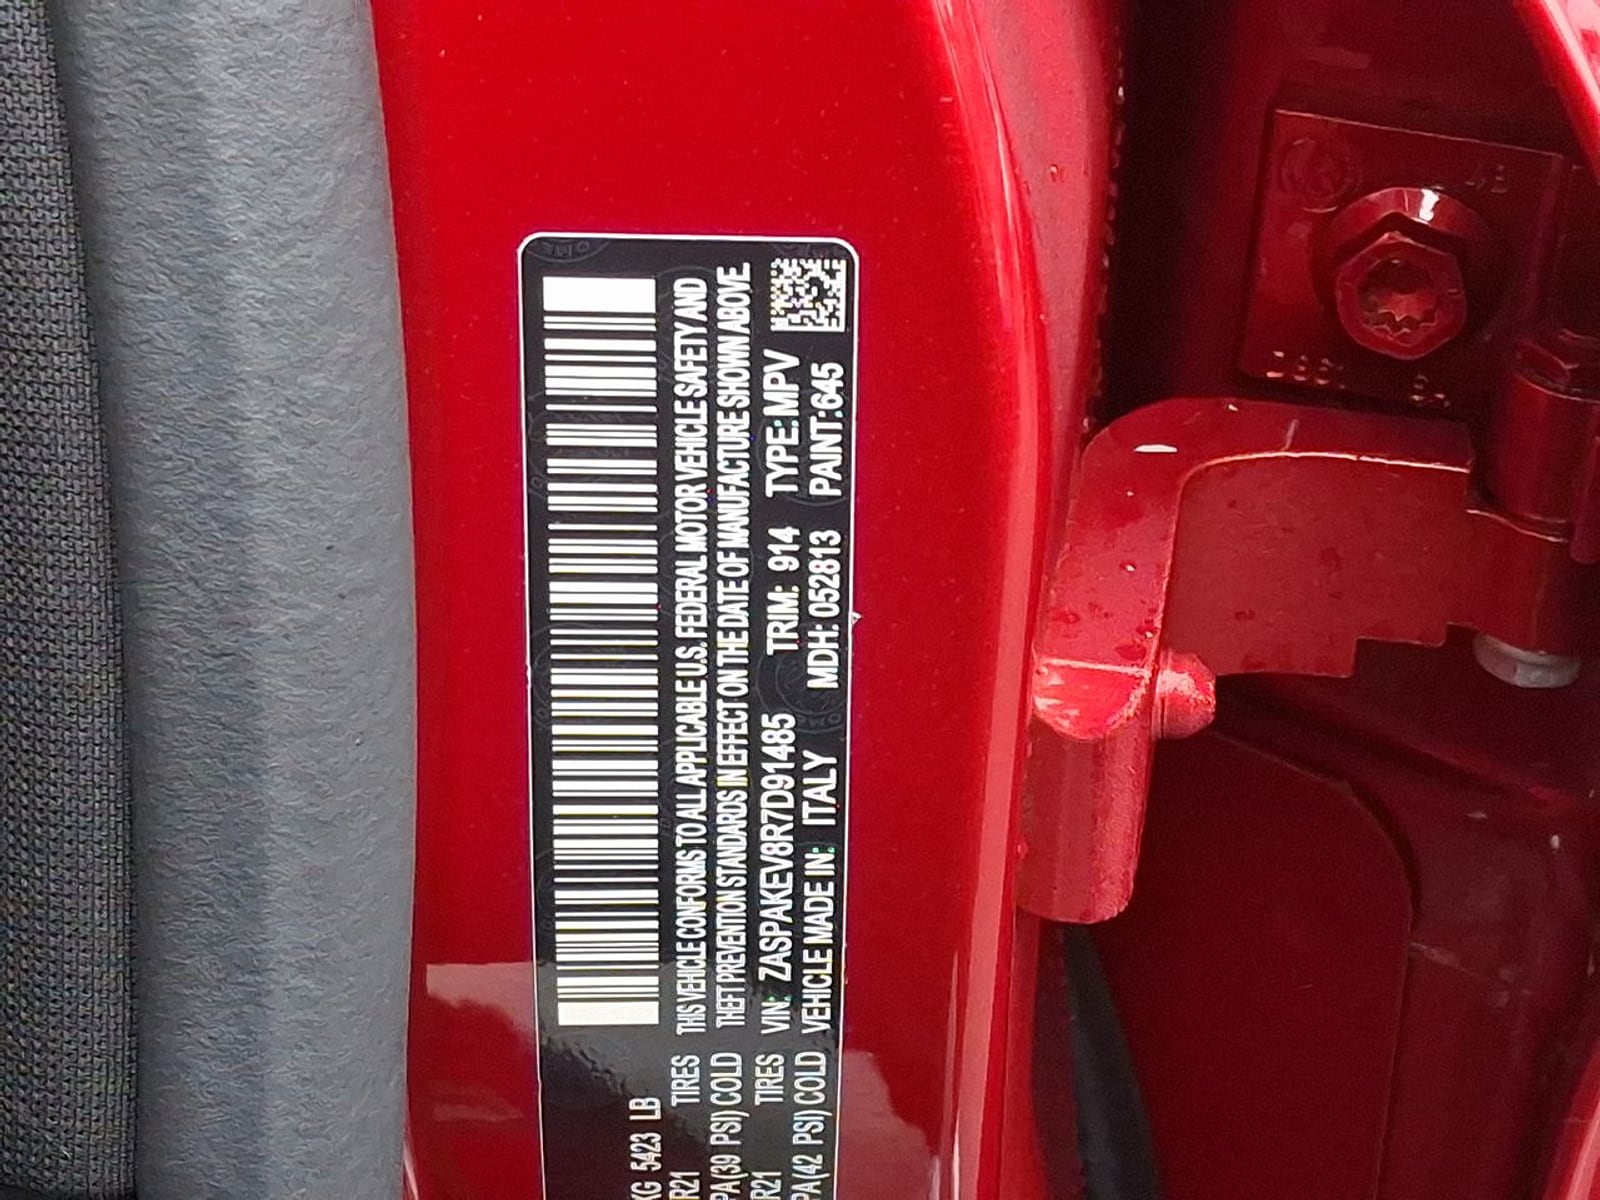 KG 5423 LB
R21 TIRES
PA(39 PSI) COLD
R21 TIRES
PA(42 PSI) COLD
THIS VEHICLE CONFORMS TO ALL APPLICABLE U.S. FEDERAL MOTOR VEHICLE SAFETY AND
THEFT PREVENTION STANDARDS IN EFFECT ON THE DATE OF MANUFACTURE SHOWN ABOVE.
VIN: ZASPAKEV8R7D91485 TRIM: 914 TYPE: MPV
VEHICLE MADE IN: ITALY MDH: 052813 PAINT:645